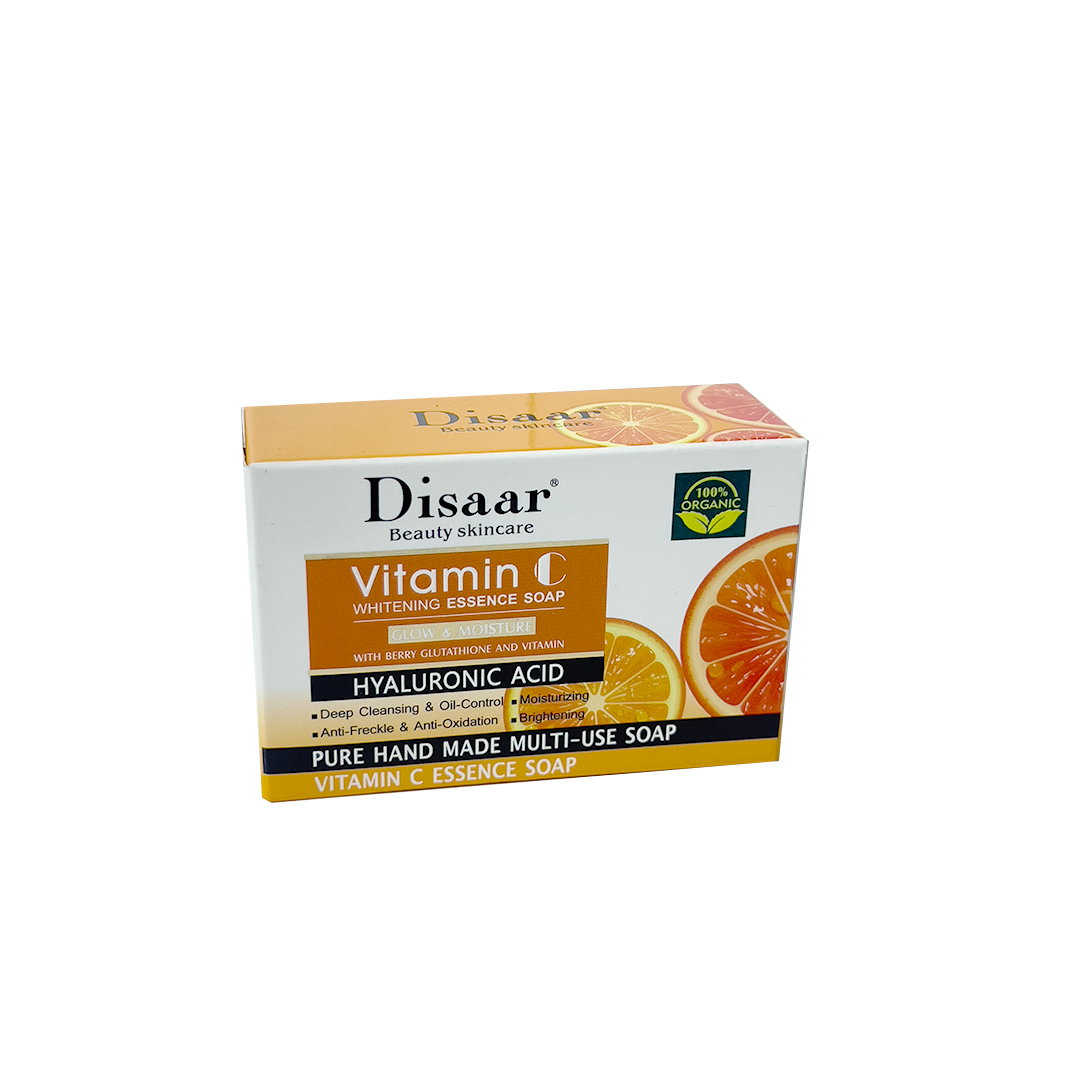 Disaar
Beauty skincare
Disaar®
Beauty skincare
100%
ORGANIC
Vitamin C
WHITENING ESSENCE SOAP
GLOW & MOISTURE
WITH BERRY GLUTATHIONE AND VITAMIN
HYALURONIC ACID
▪Deep Cleansing & Oil-Control ▪Moisturizing
▪Anti-Freckle & Anti-Oxidation ▪Brightening
PURE HAND MADE MULTI-USE SOAP
VITAMIN C ESSENCE SOAP